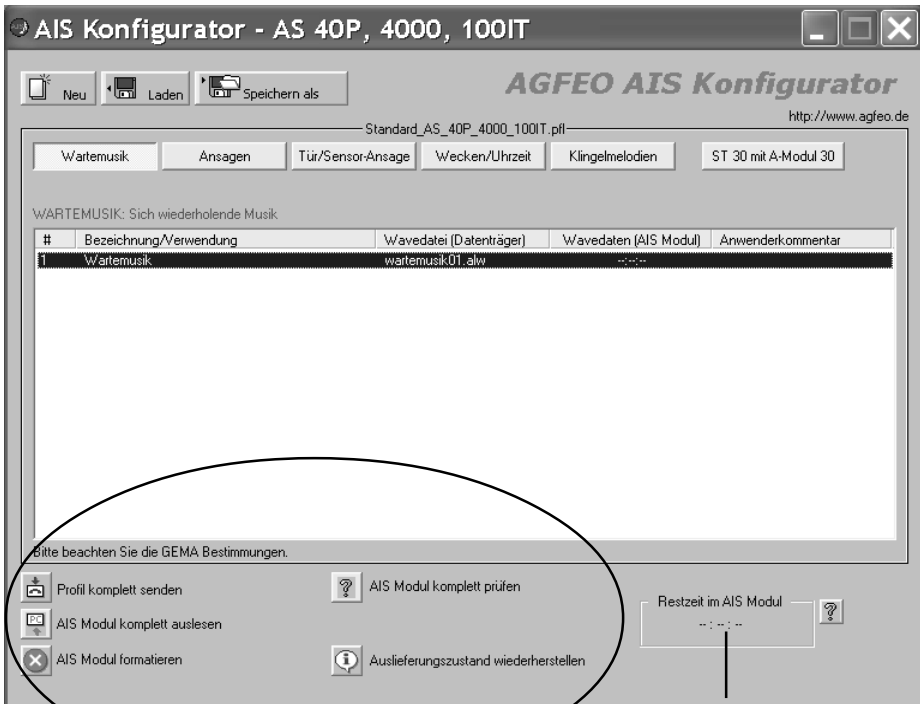 AIS Konfigurator - AS 40P, 4000, 100IT
Neu Laden Speichern als
AGFEO AIS Konfigurator
http://www.agfeo.de
Standard_AS_40P_4000_100IT.pfl
Wartemusik Ansagen Tür/Sensor-Ansage Wecken/Uhrzeit Klingelmelodien ST 30 mit A-Modul 30
WARTEMUSIK: Sich wiederholende Musik
# Bezeichnung/Verwendung Wavedatei (Datenträger) Wavedaten (AIS Modul) Anwenderkommentar
1 Wartemusik wartemusik01.alw --:--:--
Bitte beachten Sie die GEMA Bestimmungen.
Profil komplett senden ? AIS Modul komplett prüfen
PC AIS Modul komplett auslesen
Restzeit im AIS Modul ?
-- : -- : --
AIS Modul formatieren Auslieferungszustand wiederherstellen